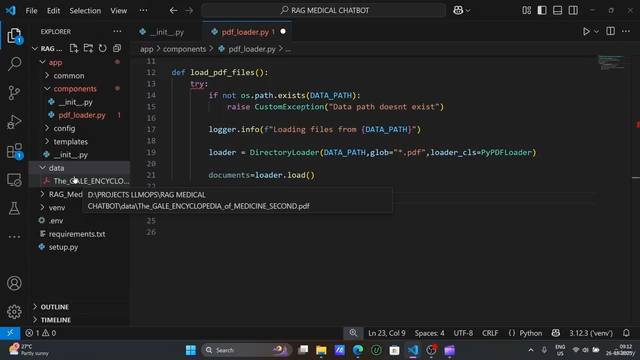 RAG MEDICAL CHATBOT
EXPLORER
__init__.py
pdf_loader.py 1
RAG ...
app > components > pdf_loader.py > ...
app
common
components
__init__.py
pdf_loader.py 1
config
templates
__init__.py
data
The_GALE_ENCYCLO...
RAG_Med
venv
.env
requirements.txt
setup.py
OUTLINE
TIMELINE
11
12 def load_pdf_files():
13 try:
14 if not os.path.exists(DATA_PATH):
15 raise CustomException("Data path doesnt exist")
16
17 logger.info(f"Loading files from {DATA_PATH}")
18
19 loader = DirectoryLoader(DATA_PATH,glob="*.pdf",loader_cls=PyPDFLoader)
20
21 documents=loader.load()
22
D:\PROJECTS LLMOPS\RAG MEDICAL
CHATBOT\data\The_GALE_ENCYCLOPEDIA_of_MEDICINE_SECOND.pdf
25
26
1 0 Ln 23, Col 9 Spaces: 4 UTF-8 CRLF Python 3.12.3 ('venv': venv)
27°C
Partly sunny
Search
ENG
US
09:12